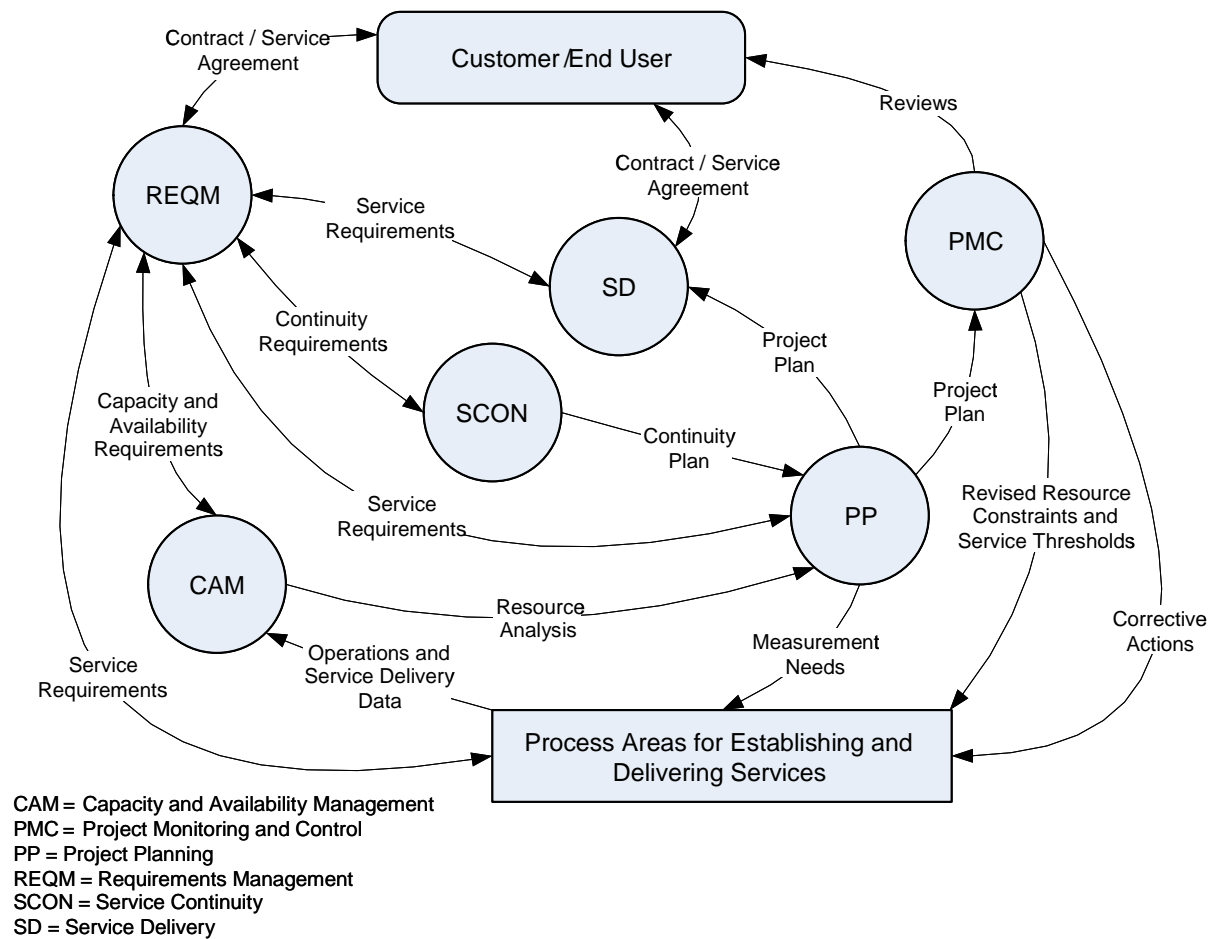 Contract / Service
Agreement
Customer /End User
Reviews
REQM
Contract / Service
Agreement
Service
Requirements
PMC
SD
Continuity
Requirements
Project
Plan
Project
Plan
Capacity and
Availability
Requirements
SCON
Continuity
Plan
Service
Requirements
PP
Revised Resource
Constraints and
Service Thresholds
CAM
Resource
Analysis
Corrective
Actions
Measurement
Needs
Operations and
Service Delivery
Data
Service
Requirements
Process Areas for Establishing and
Delivering Services
CAM = Capacity and Availability Management
PMC = Project Monitoring and Control
PP = Project Planning
REQM = Requirements Management
SCON = Service Continuity
SD = Service Delivery